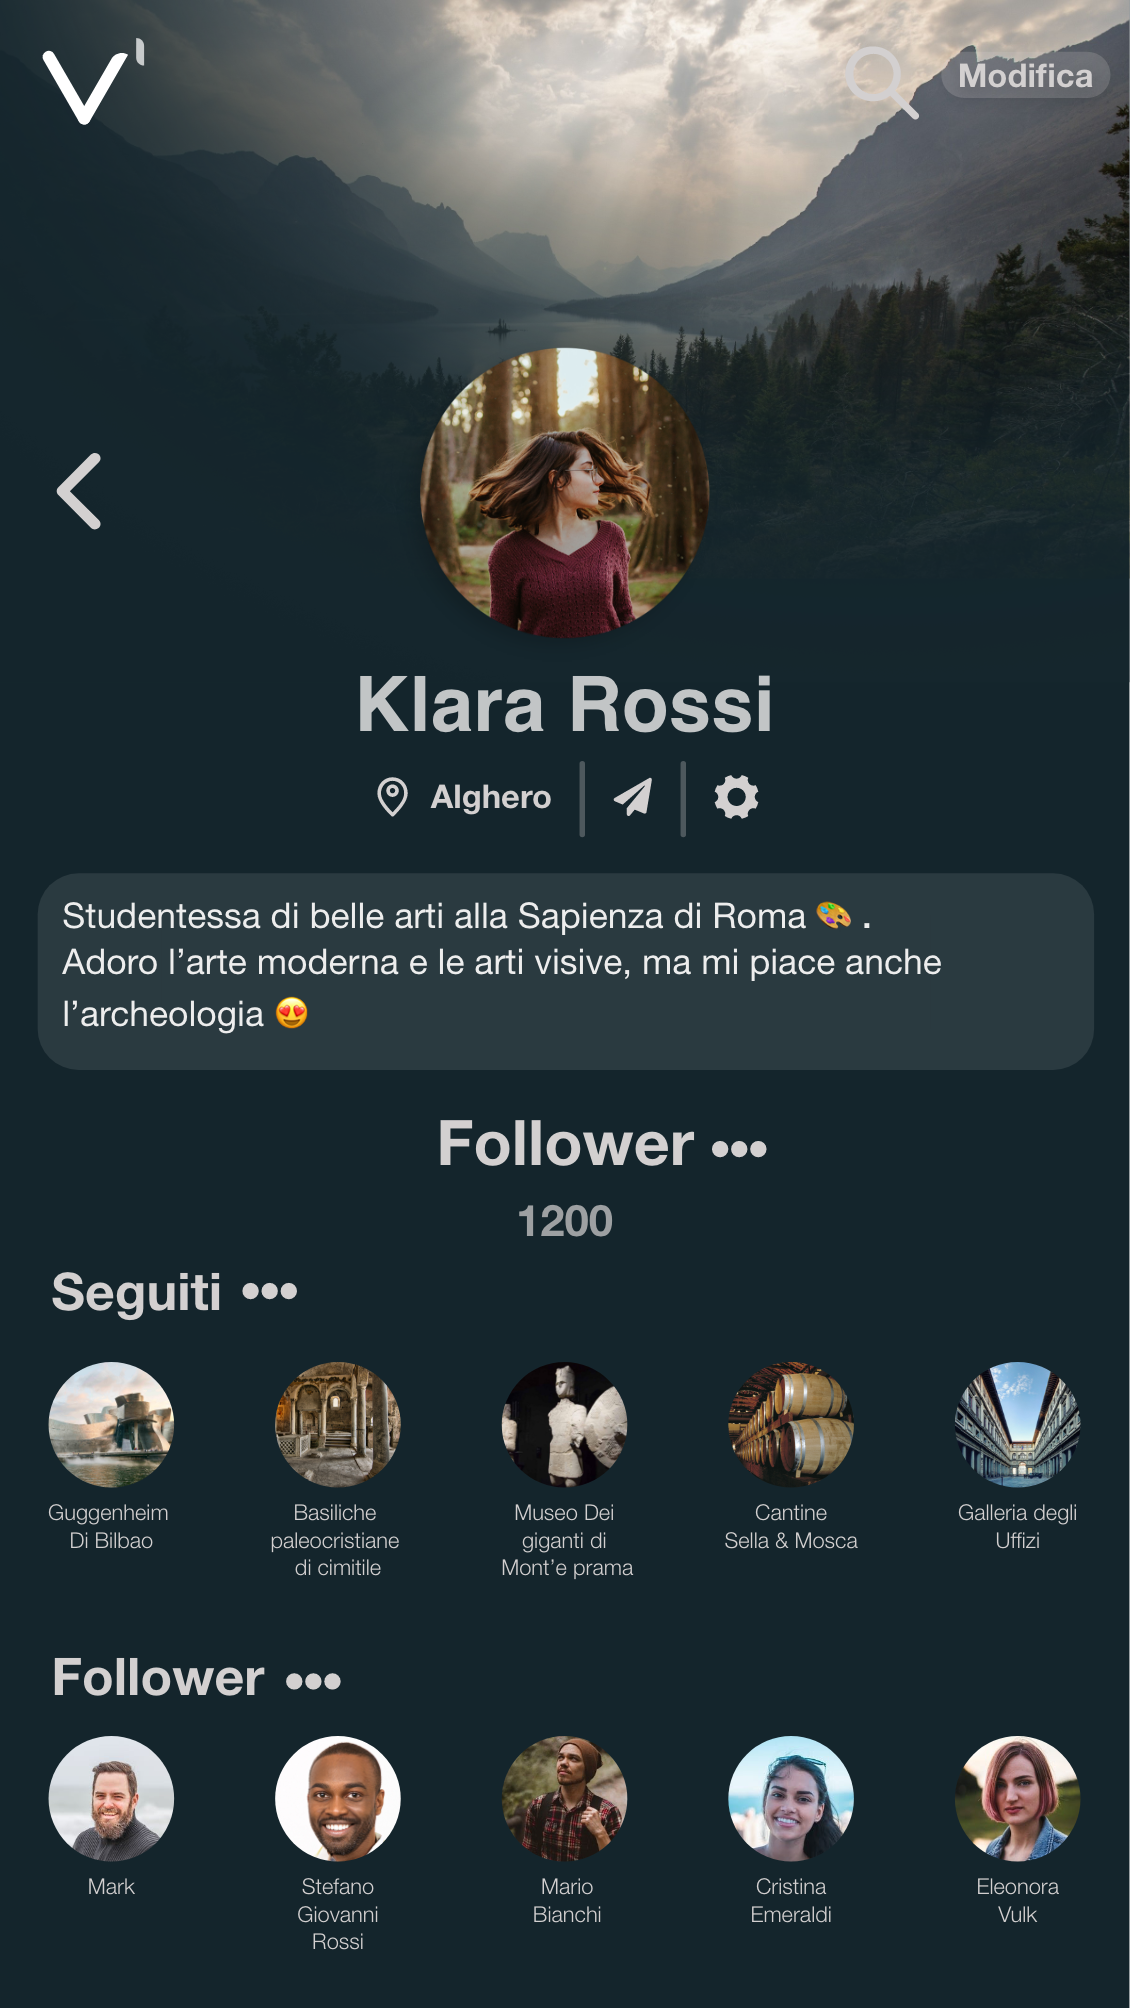 V'
Modifica
Klara Rossi
Alghero
Studentessa di belle arti alla Sapienza di Roma 🎨 .
Adoro l’arte moderna e le arti visive, ma mi piace anche
l’archeologia 😍
Follower •••
1200
Seguiti •••
Guggenheim
Di Bilbao
Basiliche
paleocristiane
di cimitile
Museo Dei
giganti di
Mont’e prama
Cantine
Sella & Mosca
Galleria degli
Uffizi
Follower •••
Mark
Stefano
Giovanni
Rossi
Mario
Bianchi
Cristina
Emeraldi
Eleonora
Vulk